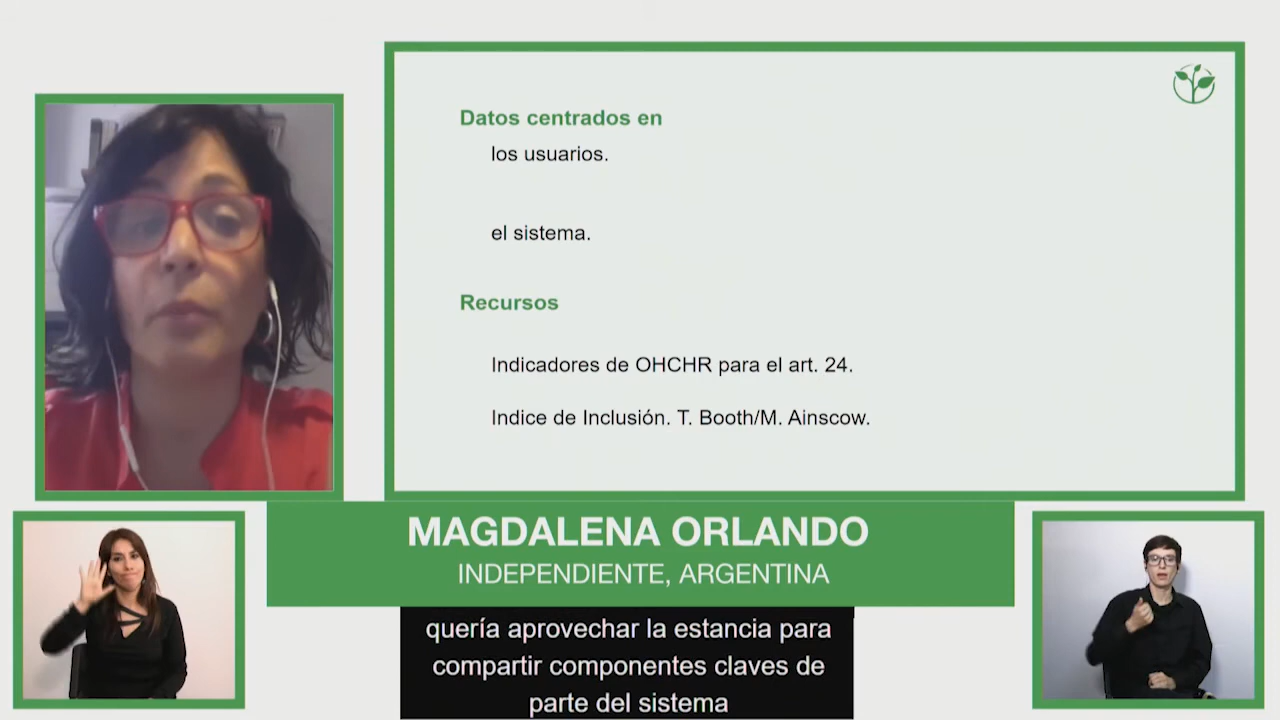 Datos centrados en
los usuarios.
el sistema.
Recursos
Indicadores de OHCHR para el art. 24.
Indice de Inclusión. T. Booth/M. Ainscow.
MAGDALENA ORLANDO
INDEPENDIENTE, ARGENTINA
quería aprovechar la estancia para
compartir componentes claves de
parte del sistema